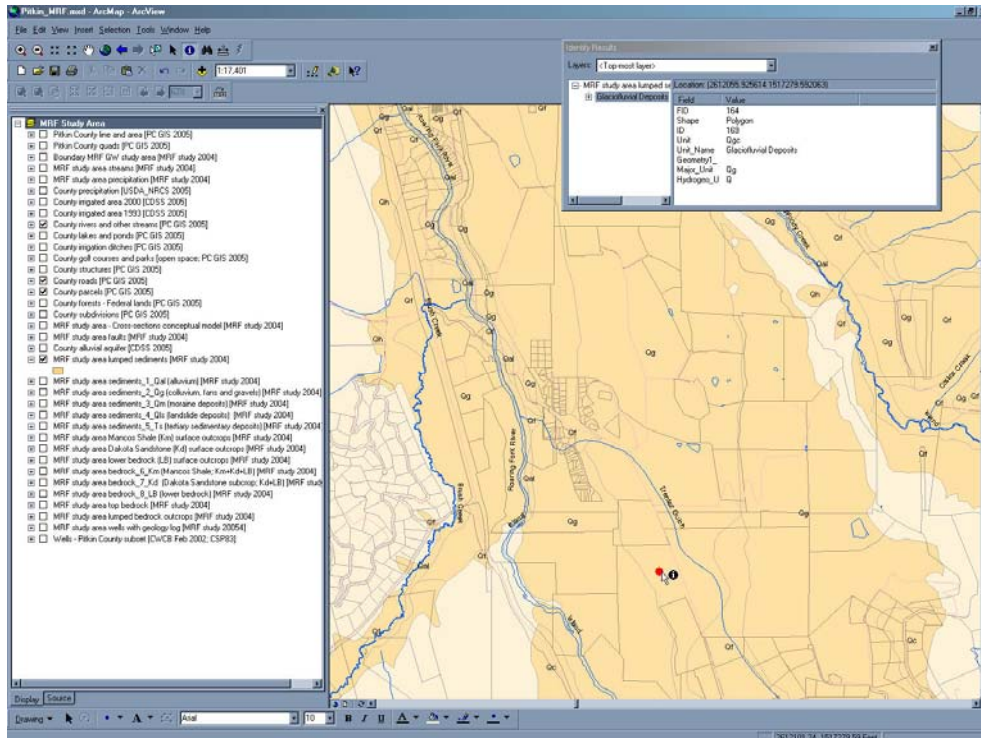 Pitkin_MRF.mxd - ArcMap - ArcView
File Edit View Insert Selection Tools Window Help
1:17,401
MRF Study Area
Pitkin County line and area [PC GIS 2005]
Pitkin County quads [PC GIS 2005]
Boundary MRF GW study area [MRF study 2004]
MRF study area streams [MRF study 2004]
MRF study area precipitation [MRF study 2004]
County precipitation [USDA_NRCS 2005]
County irrigated area 2000 [CDSS 2005]
County irrigated area 1993 [CDSS 2005]
County rivers and other streams [PC GIS 2005]
County lakes and ponds [PC GIS 2005]
County irrigation ditches [PC GIS 2005]
County golf courses and parks [open space; PC GIS 2005]
County structures [PC GIS 2005]
County roads [PC GIS 2005]
County parcels [PC GIS 2005]
County forests - Federal lands [PC GIS 2005]
County subdivisions [PC GIS 2005]
MRF study area - Cross-sections conceptual model [MRF study 2004]
MRF study area faults [MRF study 2004]
County alluvial aquifer [CDSS 2005]
MRF study area lumped sediments [MRF study 2004]
MRF study area sediments_1_Qal (alluvium) [MRF study 2004]
MRF study area sediments_2_Qg (colluvium, fans and gravels) [MRF study 2004]
MRF study area sediments_3_Qm (moraine deposits) [MRF study 2004]
MRF study area sediments_4_Qls (landslide deposits) [MRF study 2004]
MRF study area sediments_5_Ts (tertiary sedimentary deposits) [MRF study 2004]
MRF study area Mancos Shale (Km) surface outcrops [MRF study 2004]
MRF study area Dakota Sandstone (Kd) surface outcrops [MRF study 2004]
MRF study area lower bedrock (LB) surface outcrops [MRF study 2004]
MRF study area bedrock_6_Km (Mancos Shale; Km+Kd+LB) [MRF study 2004]
MRF study area bedrock_7_Kd (Dakota Sandstone subcrop; Kd+LB) [MRF stud
MRF study area bedrock_8_LB (lower bedrock) [MRF study 2004]
MRF study area top bedrock [MRF study 2004]
MRF study area lumped bedrock outcrops [MRF study 2004]
MRF study area wells with geology log [MRF study 20054]
Wells - Pitkin County subset [CWCB Feb 2002; CSP83]
Display Source
Identify Results
Layers: <Top-most layer>
MRF study area lumped se
Glaciofluvial Deposits
Location: (2612095.925614 1517279.592063)
Field Value
FID 164
Shape Polygon
ID 169
Unit Qgc
Unit_Name Glaciofluvial Deposits
Geometry1_
Major_Unit Qg
Hydrogeo_U Q
Roaring Fork River
Brush Creek
Woody Creek
Roaring Fork River
Brush Creek
Trentaz Gulch
Island
Island
Qal
Qf
Qg
Qh
Qc
Drawing
Arial
10
B I U A